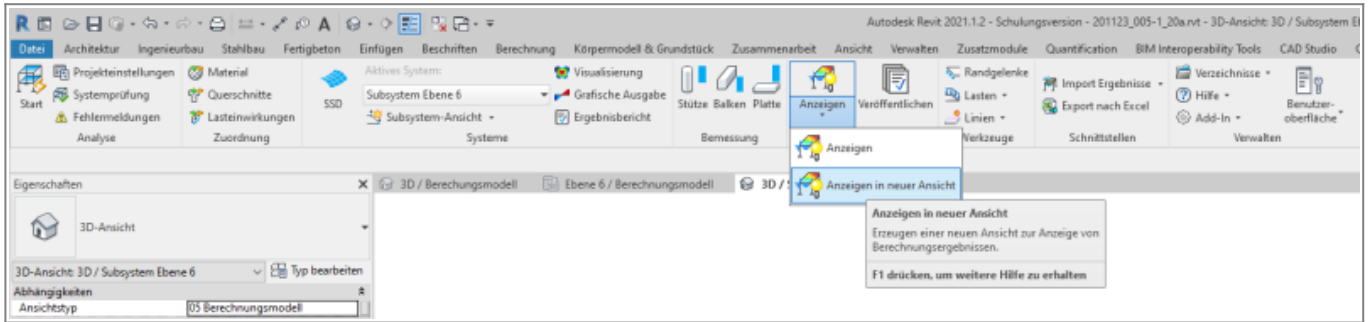 Autodesk Revit 2021.1.2 - Schulungsversion - 201123_005-1_20a.rvt - 3D-Ansicht: 3D / Subsystem
Datei Architektur Ingenieurbau Stahlbau Fertigbeton Einfügen Beschriften Berechnung Körpermodell & Grundstück Zusammenarbeit Ansicht Verwalten Zusatzmodule Quantification BIM Interoperability Tools CAD Studio
Projekteinstellungen Material Aktives System: Visualisierung Randgelenke Verzeichnisse
Import Ergebnisse
Systemprüfung Querschnitte Subsystem Ebene 6 Grafische Ausgabe Lasten Hilfe
Start SSD Stütze Balken Platte Anzeigen Veröffentlichen Export nach Excel Benutzer-
oberfläche
Fehlermeldungen Lasteinwirkungen Subsystem-Ansicht Ergebnisbericht Linien Add-In
Analyse Zuordnung Systeme Bemessung Werkzeuge Schnittstellen Verwalten
Anzeigen
Eigenschaften X 3D / Berechungsmodell Ebene 6 / Berechnungsmodell 3D / Anzeigen in neuer Ansicht
Anzeigen in neuer Ansicht
3D-Ansicht
Erzeugen einer neuen Ansicht zur Anzeige von
Berechnungsergebnissen.
3D-Ansicht: 3D / Subsystem Ebene 6 Typ bearbeiten
F1 drücken, um weitere Hilfe zu erhalten
Abhängigkeiten
Ansichtstyp 05 Berechnungsmodell